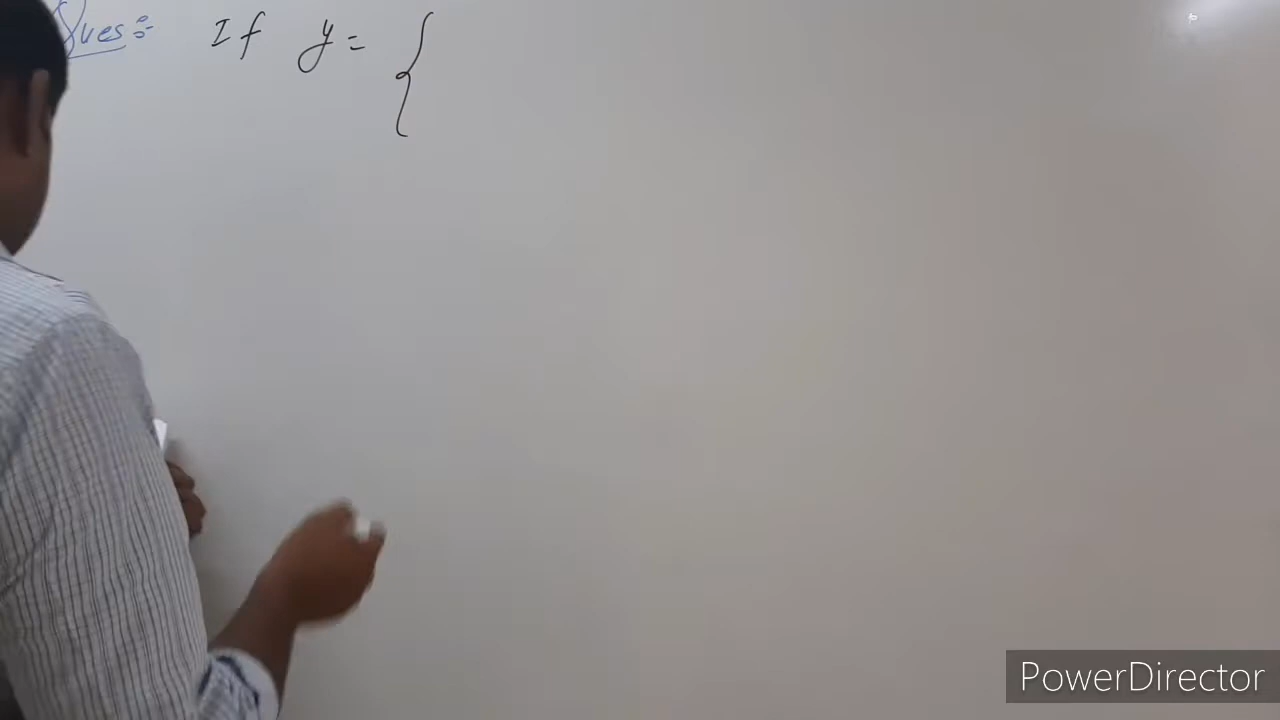 Ques:- If y = {
PowerDirector